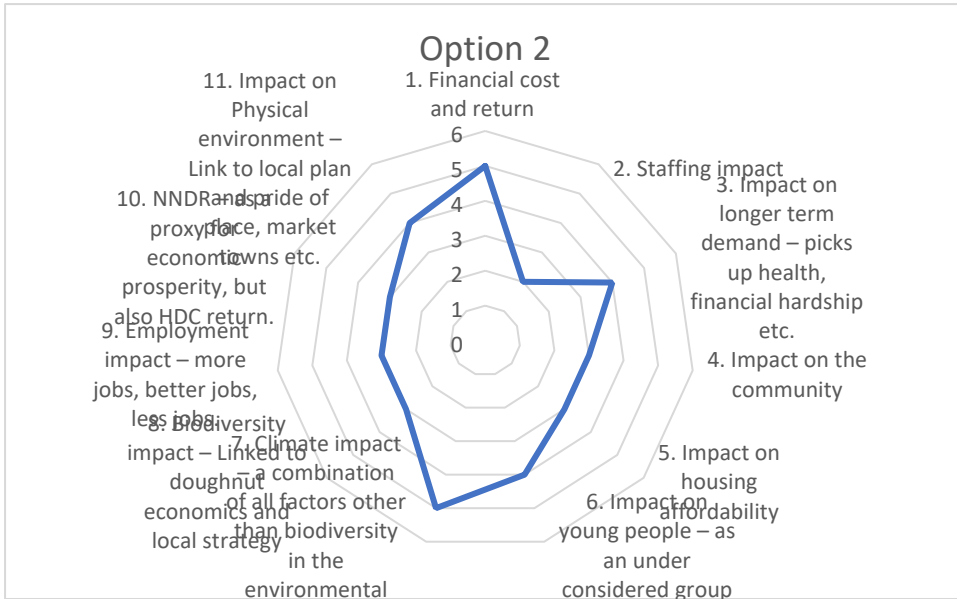 Option 2
1. Financial cost
and return
2. Staffing impact
3. Impact on
longer term
demand – picks
up health,
financial hardship
etc.
4. Impact on the
community
5. Impact on
housing
affordability
6. Impact on
young people – as
an under
considered group
7. Climate impact
– a combination
of all factors other
than biodiversity
in the
environmental
8. Biodiversity
impact – Linked to
doughnut
economics and
local strategy
9. Employment
impact – more
jobs, better jobs,
less jobs.
10. NNDR – as a
proxy for
economic
prosperity, but
also HDC return.
11. Impact on
Physical
environment –
Link to local plan
and pride of
place, market
towns etc.
6
5
4
3
2
1
0